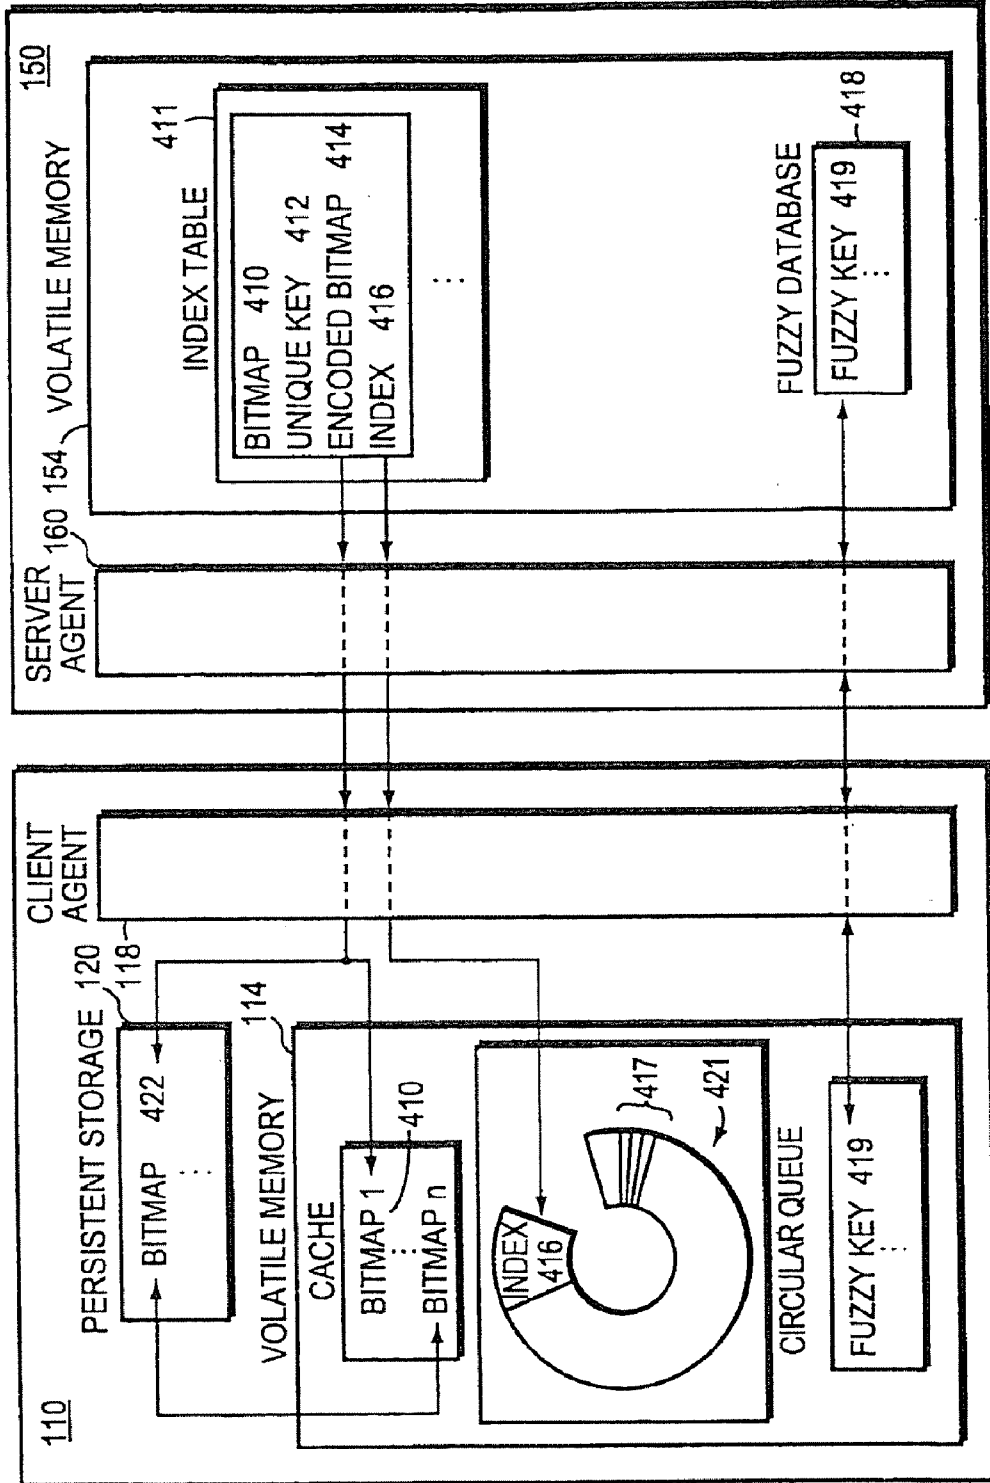 110
PERSISTENT STORAGE 120
BITMAP 422
VOLATILE MEMORY 114
CACHE
BITMAP 1
410
BITMAP n
INDEX
416
417
421
CIRCULAR QUEUE
FUZZY KEY 419
CLIENT
AGENT
118
SERVER
AGENT
160
154 VOLATILE MEMORY
150
INDEX TABLE
411
BITMAP 410
UNIQUE KEY 412
ENCODED BITMAP 414
INDEX 416
FUZZY DATABASE
418
FUZZY KEY 419